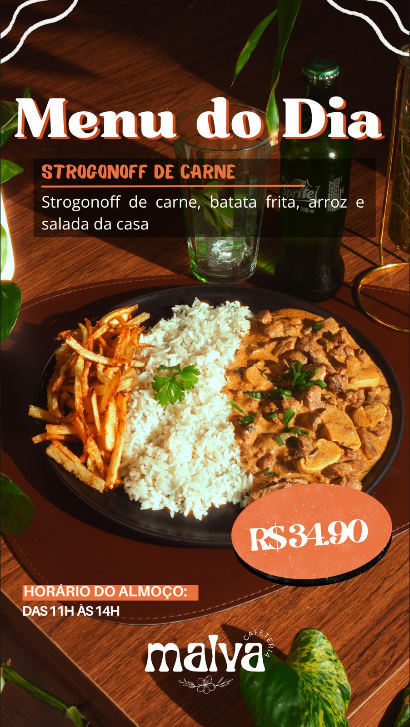 Menu do Dia
STROGONOFF DE CARNE
Strogonoff de carne, batata frita, arroz e
salada da casa
Sprite
R$34.90
HORÁRIO DO ALMOÇO:
DAS 11H ÀS 14H
malva
CAFETERIA